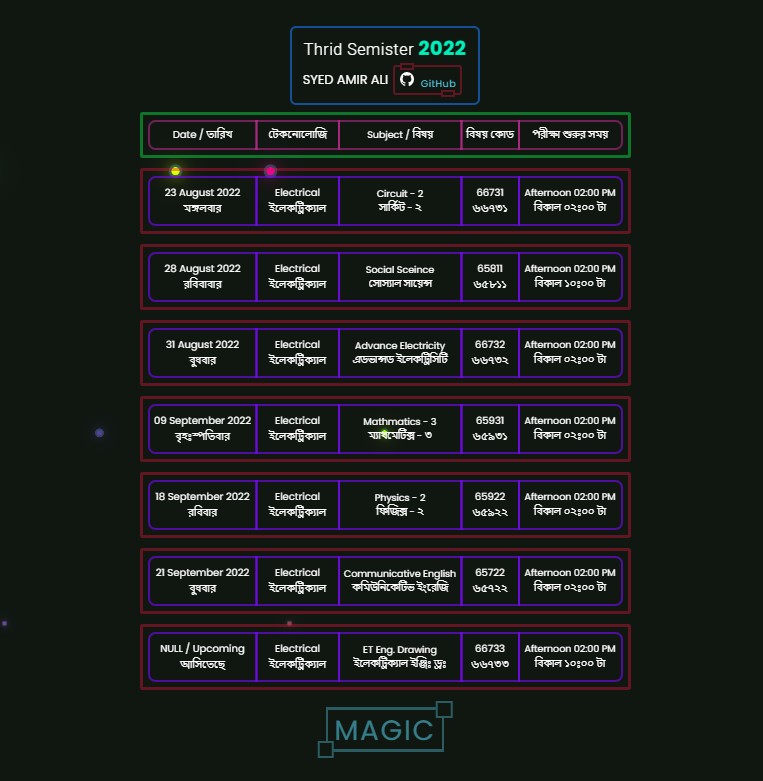 Thrid Semister 2022
SYED AMIR ALI GitHub
Date / তারিখ টেকনোলোজি Subject / বিষয় বিষয় কোড পরীক্ষা শুরুর সময়
23 August 2022 Electrical Circuit - 2 66731 Afternoon 02:00 PM
মঙ্গলবার ইলেকট্রিক্যাল সার্কিট - ২ ৬৬৭৩১ বিকাল ০২ঃ০০ টা
28 August 2022 Electrical Social Sceince 65811 Afternoon 02:00 PM
রবিবাবার ইলেকট্রিক্যাল সোস্যাল সায়েন্স ৬৫৮১১ বিকাল ১০ঃ০০ টা
31 August 2022 Electrical Advance Electricity 66732 Afternoon 02:00 PM
বুধবার ইলেকট্রিক্যাল এডভান্সড ইলেকট্রিসিটি ৬৬৭৩২ বিকাল ০২ঃ০০ টা
09 September 2022 Electrical Mathmatics - 3 65931 Afternoon 02:00 PM
বৃহঃস্পতিবার ইলেকট্রিক্যাল ম্যাথমেটিক্স - ৩ ৬৫৯৩১ বিকাল ০২ঃ০০ টা
18 September 2022 Electrical Physics - 2 65922 Afternoon 02:00 PM
রবিবার ইলেকট্রিক্যাল ফিজিক্স - ২ ৬৫৯২২ বিকাল ০২ঃ০০ টা
21 September 2022 Electrical Communicative English 65722 Afternoon 02:00 PM
বুধবার ইলেকট্রিক্যাল কমিউনিকেটিভ ইংরেজি ৬৫৭২২ বিকাল ০২ঃ০০ টা
NULL / Upcoming Electrical ET Eng. Drawing 66733 Afternoon 02:00 PM
আসিতেছে ইলেকট্রিক্যাল ইলেকট্রিক্যাল ইঞ্জিঃ ড্রঃ ৬৬৭৩৩ বিকাল ১০ঃ০০ টা
MAGIC